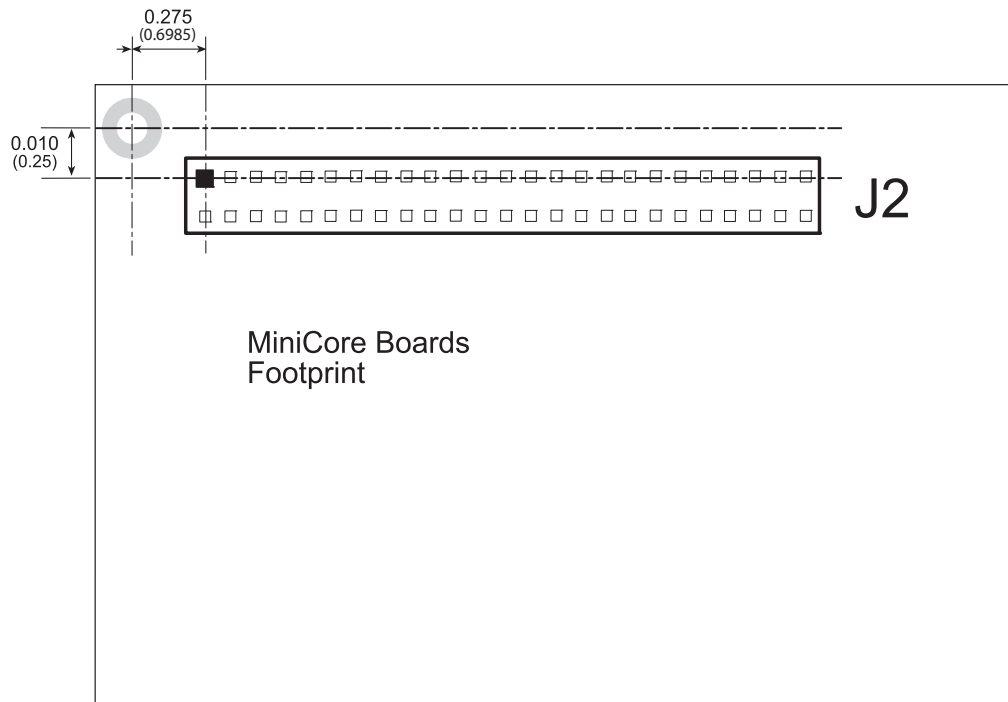 0.275
(0.6985)
0.010
(0.25)
J2
MiniCore Boards
Footprint